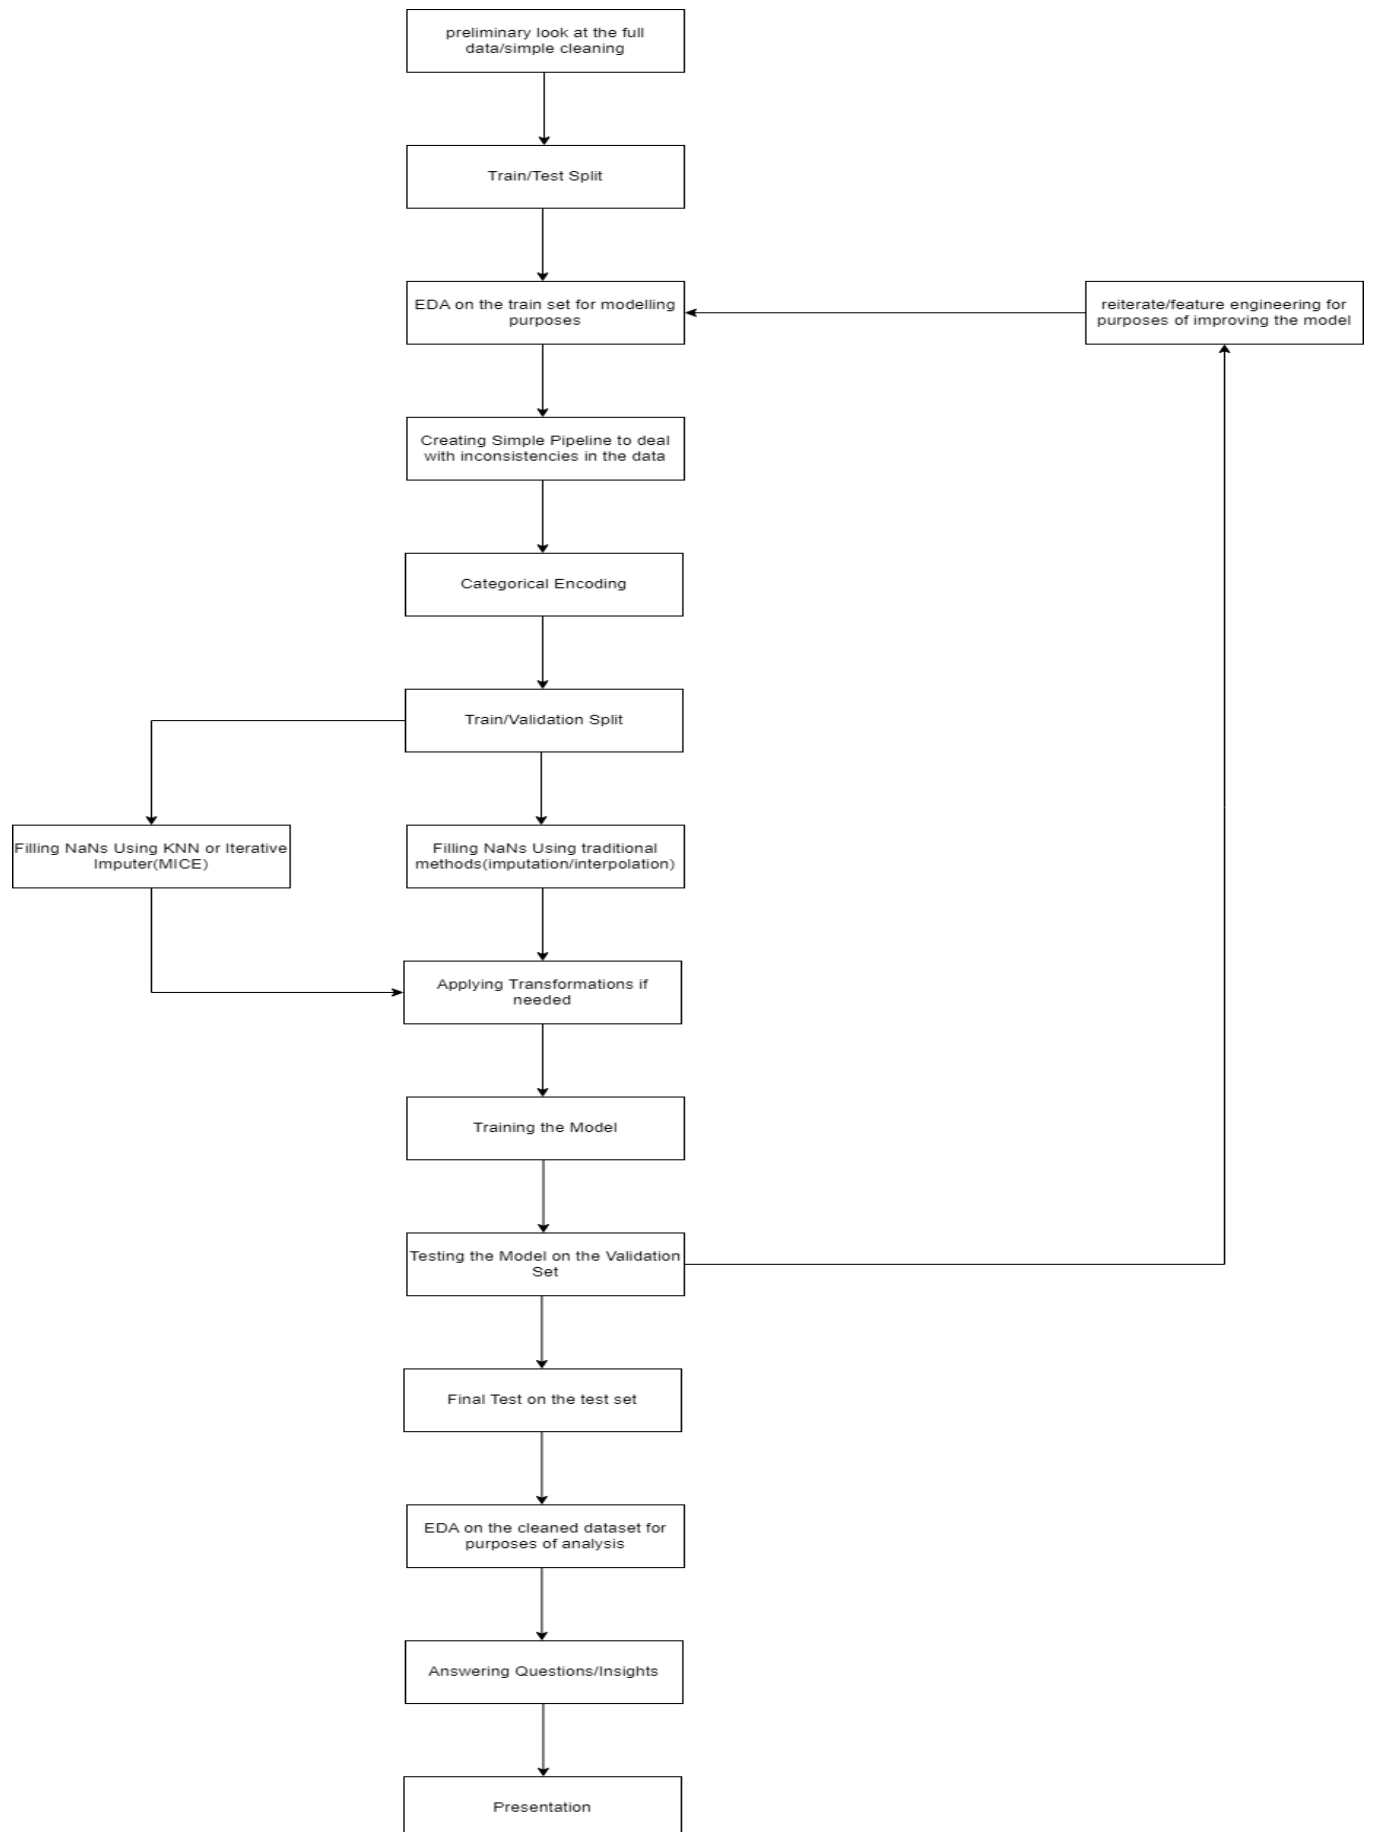 preliminary look at the full
data/simple cleaning
Train/Test Split
EDA on the train set for modelling
purposes
reiterate/feature engineering for
purposes of improving the model
Creating Simple Pipeline to deal
with inconsistencies in the data
Categorical Encoding
Train/Validation Split
Filling NaNs Using KNN or Iterative
Imputer(MICE)
Filling NaNs Using traditional
methods(imputation/interpolation)
Applying Transformations if
needed
Training the Model
Testing the Model on the Validation
Set
Final Test on the test set
EDA on the cleaned dataset for
purposes of analysis
Answering Questions/Insights
Presentation